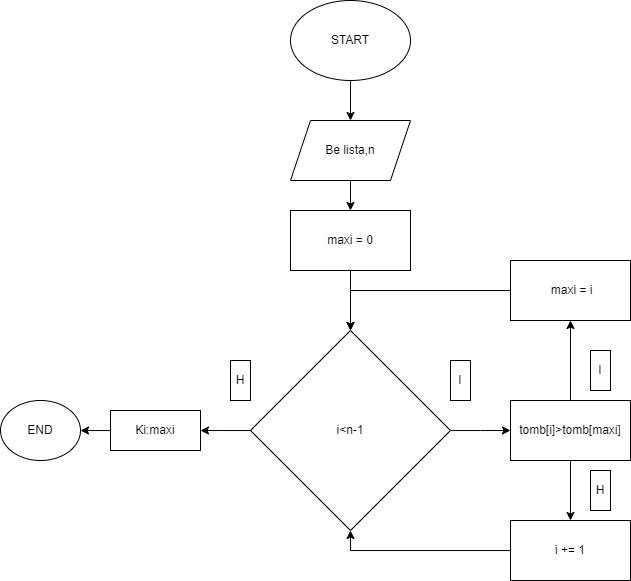 START
Be lista,n
maxi = 0
maxi = i
H
I
I
END
Ki:maxi
i<n-1
tomb[i]>tomb[maxi]
H
i += 1